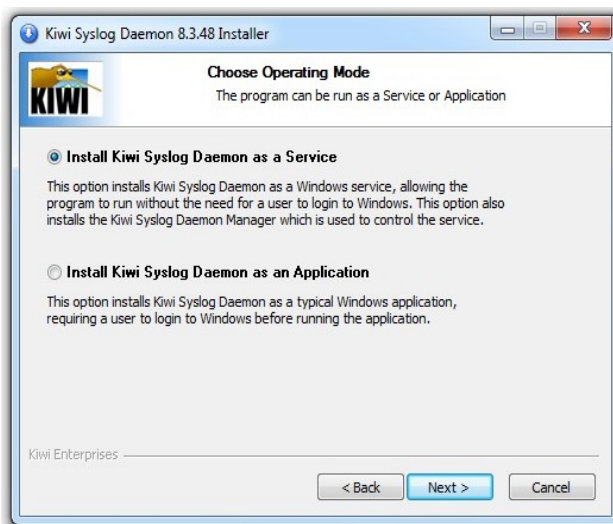 Kiwi Syslog Daemon 8.3.48 Installer
KIWI
Choose Operating Mode
The program can be run as a Service or Application
Install Kiwi Syslog Daemon as a Service
This option installs Kiwi Syslog Daemon as a Windows service, allowing the
program to run without the need for a user to login to Windows. This option also
installs the Kiwi Syslog Daemon Manager which is used to control the service.
Install Kiwi Syslog Daemon as an Application
This option installs Kiwi Syslog Daemon as a typical Windows application,
requiring a user to login to Windows before running the application.
Kiwi Enterprises
< Back Next > Cancel